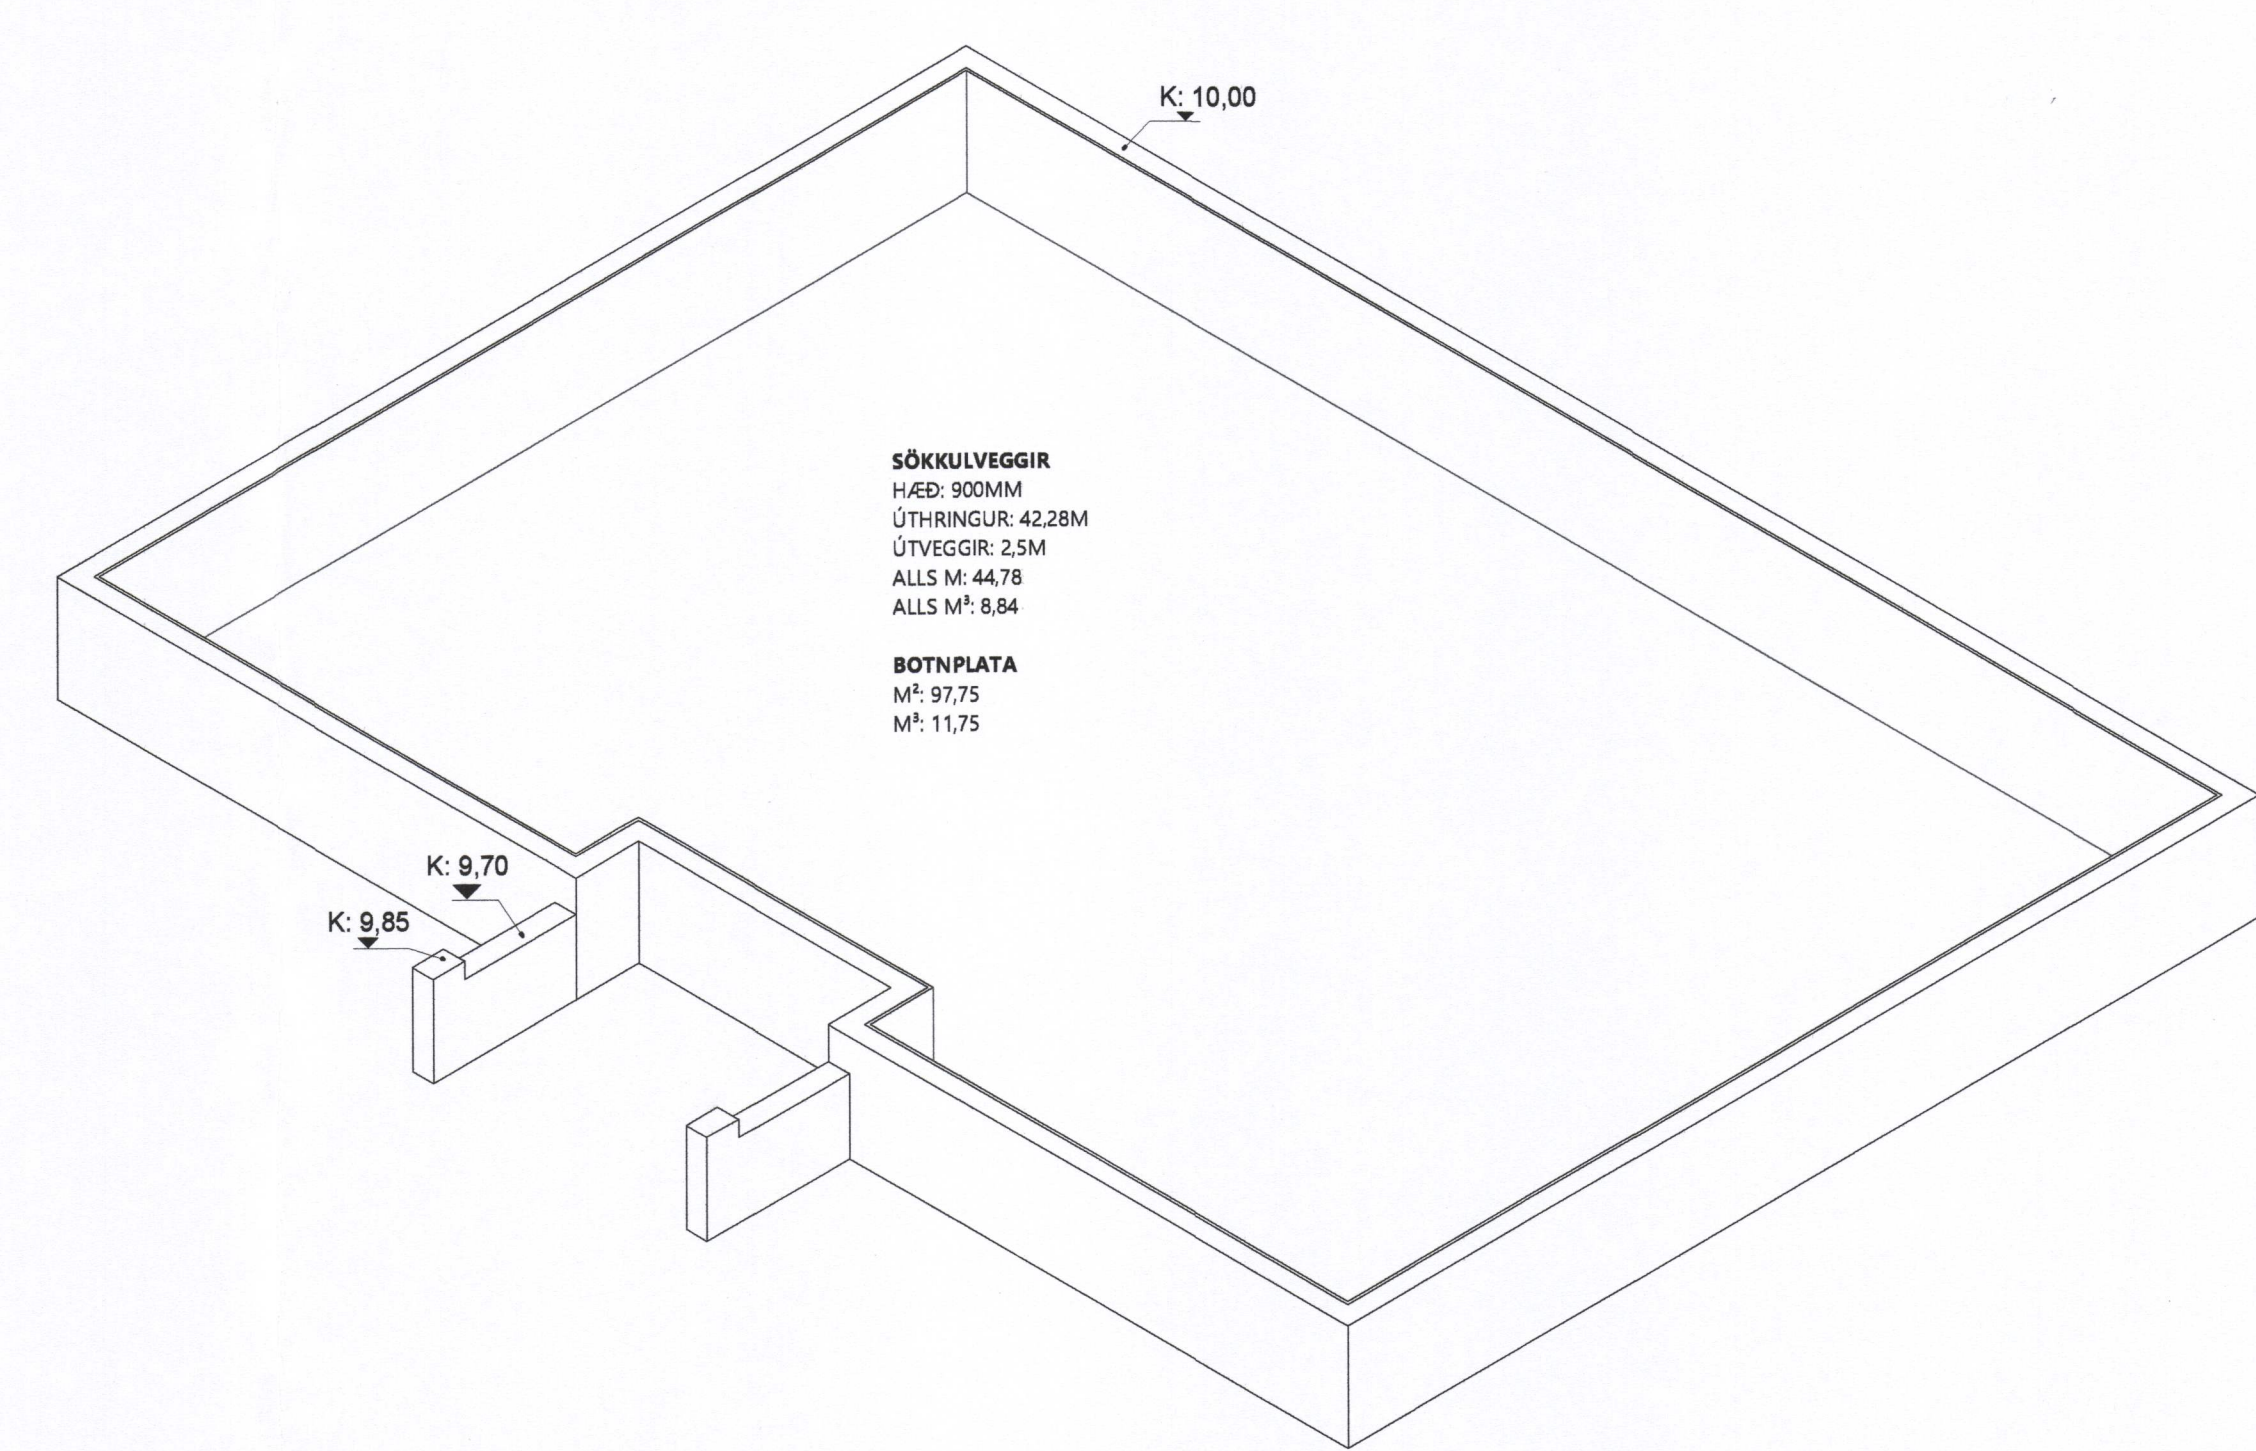 K: 10,00
SÖKKULVEGGIR
HÆÐ: 900MM
ÚTHRINGUR: 42,28M
ÚTVEGGIR: 2,5M
ALLS M: 44,78
ALLS M³: 8,84
BOTNPLATA
M²: 97,75
M³: 11,75
K: 9,70
K: 9,85